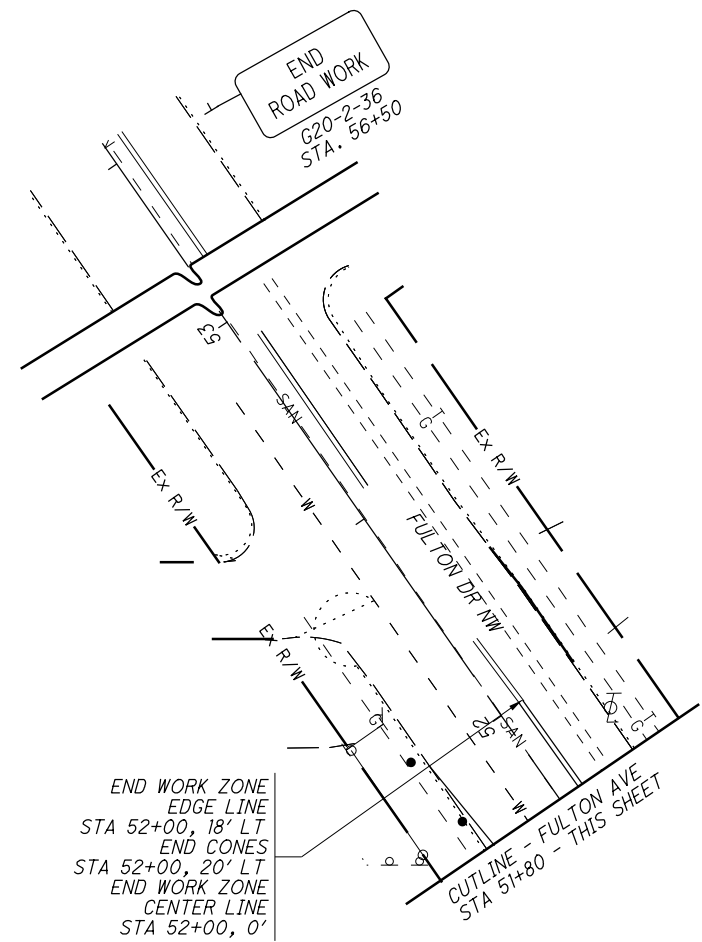 END
ROAD WORK
G20-2-36
STA. 56+50
53
SAN
T
G
Ex R/W
Ex R/W
W
FULTON DR NW
Ex R/W
G
52
SAN
T
G
W
END WORK ZONE
EDGE LINE
STA 52+00, 18' LT
END CONES
STA 52+00, 20' LT
END WORK ZONE
CENTER LINE
STA 52+00, 0'
CUTLINE - FULTON AVE
STA 51+80 - THIS SHEET